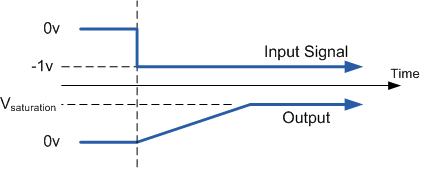 0v
Input Signal
-1v
Time
Vsaturation
Output
0v